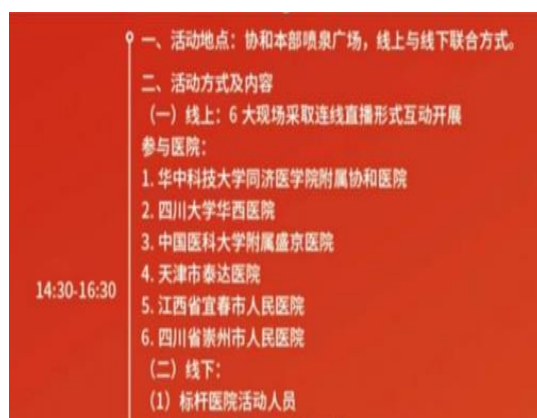 一、活动地点：协和本部喷泉广场，线上与线下联合方式。
二、活动方式及内容
（一）线上：6 大现场采取连线直播形式互动开展
参与医院：
1. 华中科技大学同济医学院附属协和医院
2. 四川大学华西医院
3. 中国医科大学附属盛京医院
4. 天津市泰达医院
14:30-16:30
5. 江西省宜春市人民医院
6. 四川省崇州市人民医院
（二）线下：
（1）标杆医院活动人员